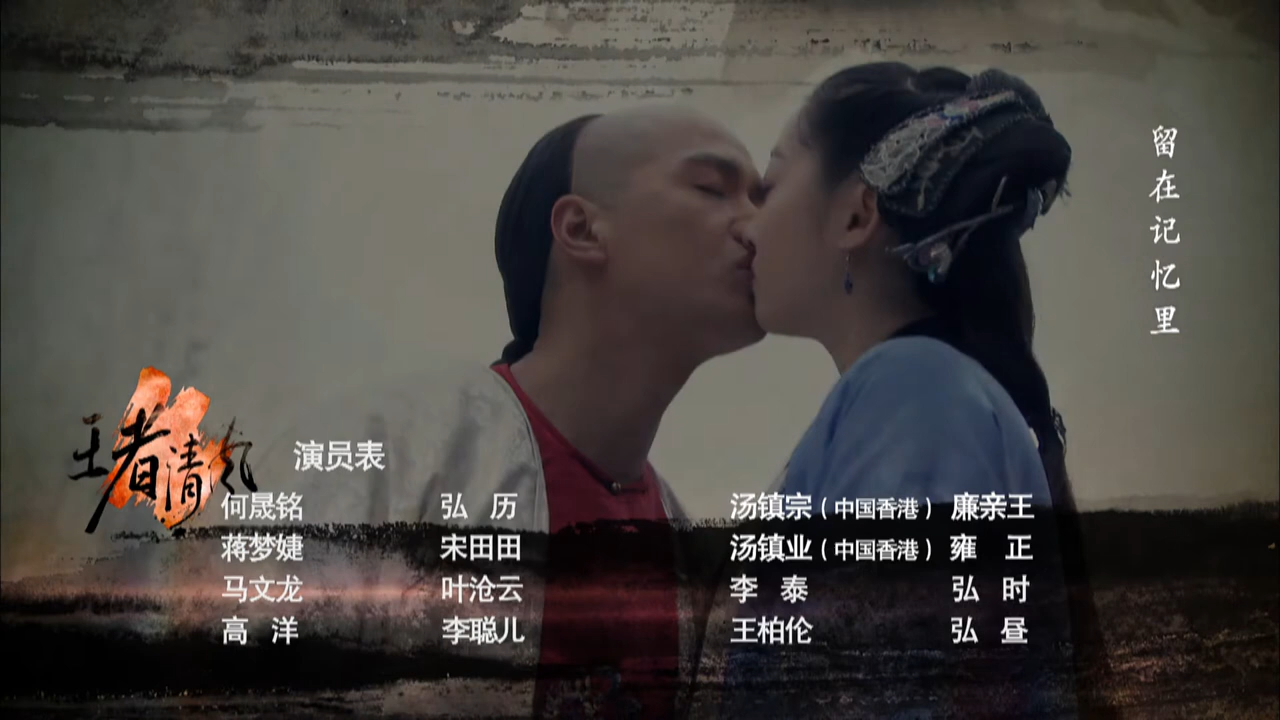 留在记忆里
王者清风
演员表
何晟铭 弘 历 汤镇宗(中国香港) 廉亲王
蒋梦婕 宋田田 汤镇业(中国香港) 雍 正
马文龙 叶沧云 李 泰 弘 时
高 洋 李聪儿 王柏伦 弘 昼